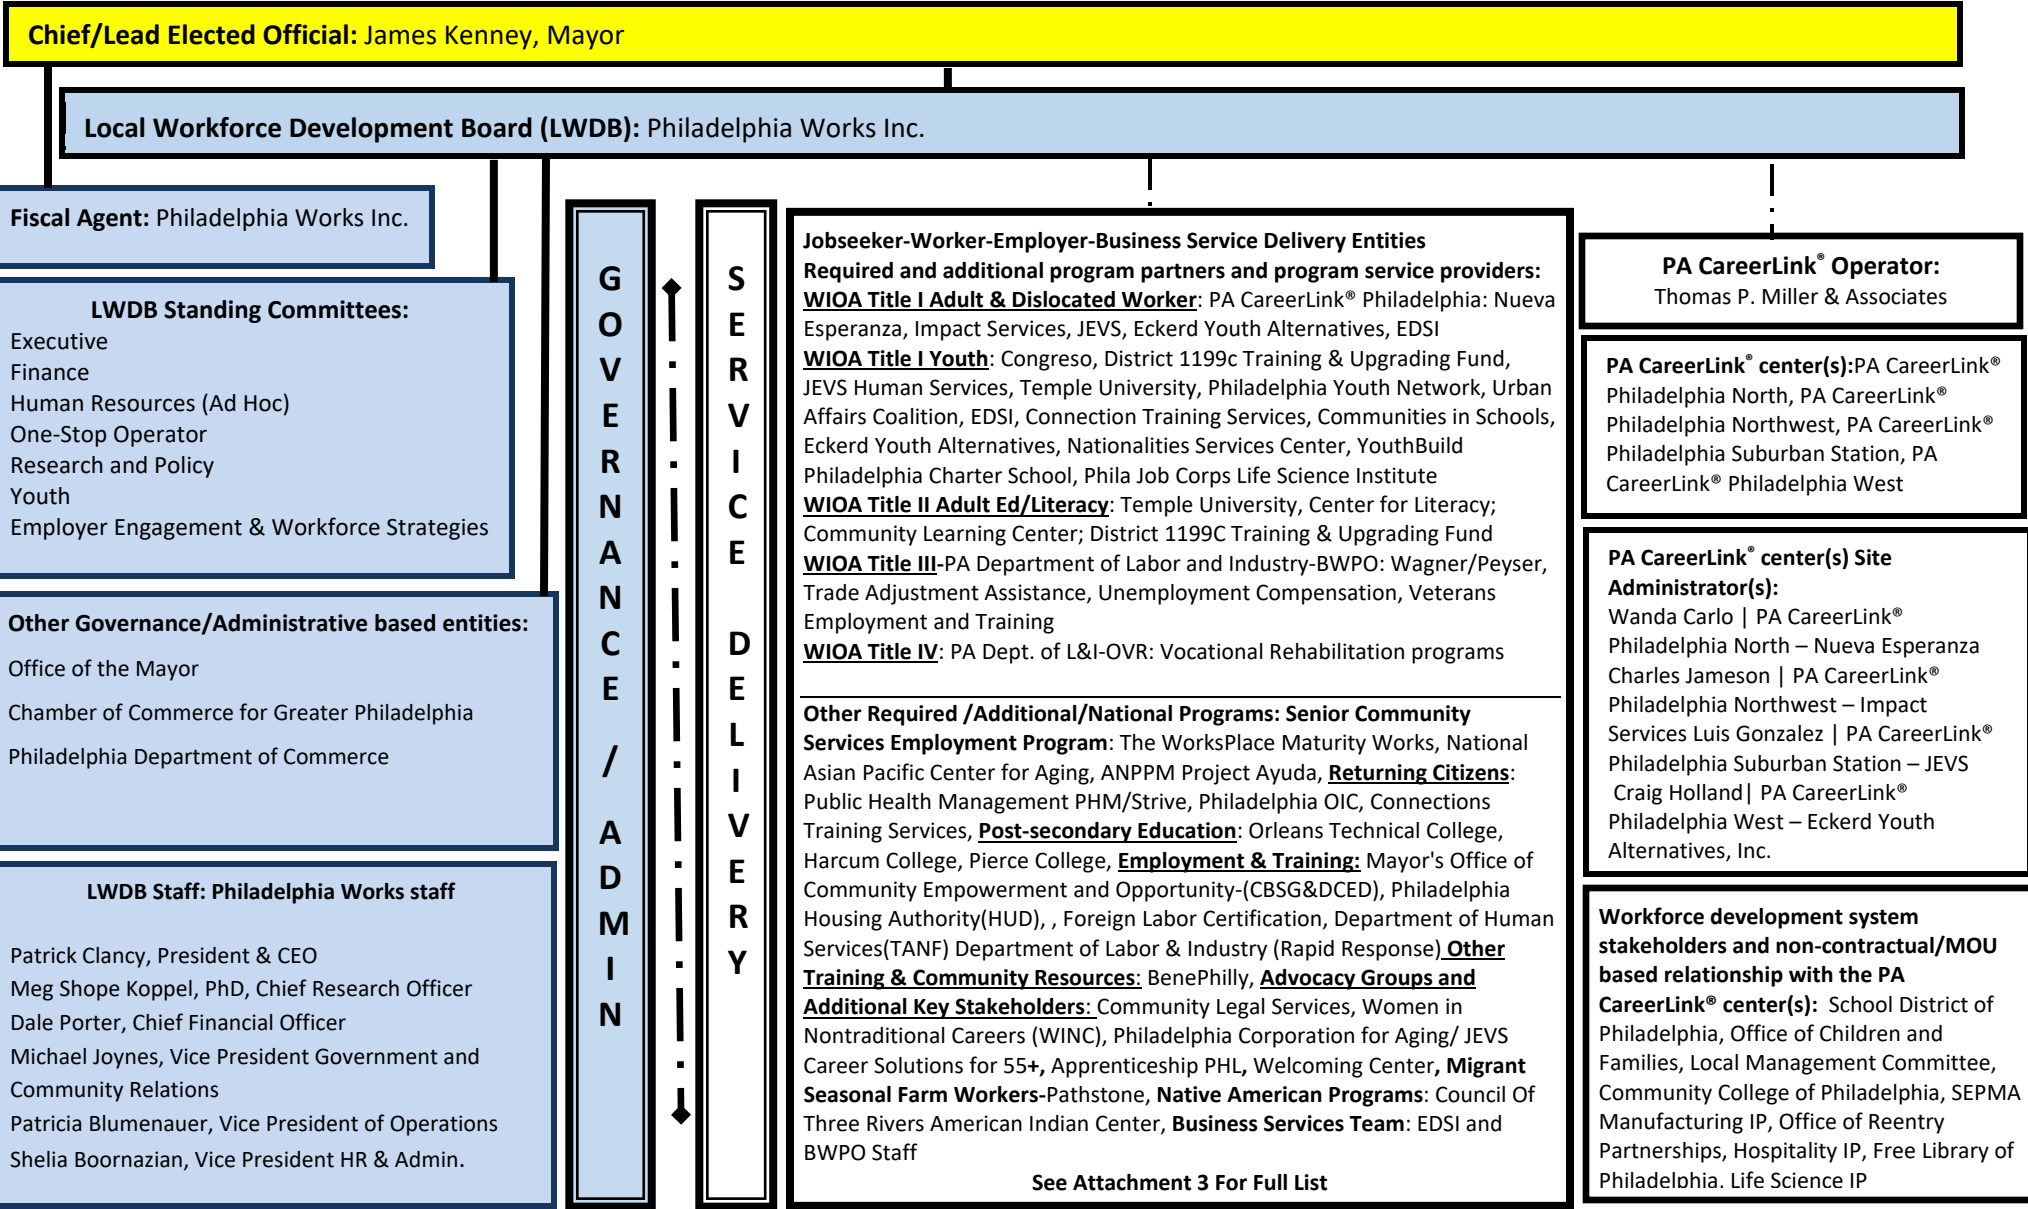 Chief/Lead Elected Official: James Kenney, Mayor
Local Workforce Development Board (LWDB): Philadelphia Works Inc.
Fiscal Agent: Philadelphia Works Inc.
LWDB Standing Committees:
Executive
Finance
Human Resources (Ad Hoc)
One-Stop Operator
Research and Policy
Youth
Employer Engagement & Workforce Strategies
Other Governance/Administrative based entities:
Office of the Mayor
Chamber of Commerce for Greater Philadelphia
Philadelphia Department of Commerce
LWDB Staff: Philadelphia Works staff
Patrick Clancy, President & CEO
Meg Shope Koppel, PhD, Chief Research Officer
Dale Porter, Chief Financial Officer
Michael Joynes, Vice President Government and
Community Relations
Patricia Blumenauer, Vice President of Operations
Shelia Boornazian, Vice President HR & Admin.
GOVERNANCE / ADMIN
SERVICE DELIVERY
Jobseeker-Worker-Employer-Business Service Delivery Entities
Required and additional program partners and program service providers:
WIOA Title I Adult & Dislocated Worker: PA CareerLink® Philadelphia: Nueva
Esperanza, Impact Services, JEVS, Eckerd Youth Alternatives, EDSI
WIOA Title I Youth: Congreso, District 1199c Training & Upgrading Fund,
JEVS Human Services, Temple University, Philadelphia Youth Network, Urban
Affairs Coalition, EDSI, Connection Training Services, Communities in Schools,
Eckerd Youth Alternatives, Nationalities Services Center, YouthBuild
Philadelphia Charter School, Phila Job Corps Life Science Institute
WIOA Title II Adult Ed/Literacy: Temple University, Center for Literacy;
Community Learning Center; District 1199C Training & Upgrading Fund
WIOA Title III-PA Department of Labor and Industry-BWPO: Wagner/Peyser,
Trade Adjustment Assistance, Unemployment Compensation, Veterans
Employment and Training
WIOA Title IV: PA Dept. of L&I-OVR: Vocational Rehabilitation programs
Other Required /Additional/National Programs: Senior Community
Services Employment Program: The WorksPlace Maturity Works, National
Asian Pacific Center for Aging, ANPPM Project Ayuda, Returning Citizens:
Public Health Management PHM/Strive, Philadelphia OIC, Connections
Training Services, Post-secondary Education: Orleans Technical College,
Harcum College, Pierce College, Employment & Training: Mayor's Office of
Community Empowerment and Opportunity-(CBSG&DCED), Philadelphia
Housing Authority(HUD), , Foreign Labor Certification, Department of Human
Services(TANF) Department of Labor & Industry (Rapid Response) Other
Training & Community Resources: BenePhilly, Advocacy Groups and
Additional Key Stakeholders: Community Legal Services, Women in
Nontraditional Careers (WINC), Philadelphia Corporation for Aging/ JEVS
Career Solutions for 55+, Apprenticeship PHL, Welcoming Center, Migrant
Seasonal Farm Workers-Pathstone, Native American Programs: Council Of
Three Rivers American Indian Center, Business Services Team: EDSI and
BWPO Staff
See Attachment 3 For Full List
PA CareerLink® Operator:
Thomas P. Miller & Associates
PA CareerLink® center(s):PA CareerLink®
Philadelphia North, PA CareerLink®
Philadelphia Northwest, PA CareerLink®
Philadelphia Suburban Station, PA
CareerLink® Philadelphia West
PA CareerLink® center(s) Site
Administrator(s):
Wanda Carlo | PA CareerLink®
Philadelphia North – Nueva Esperanza
Charles Jameson | PA CareerLink®
Philadelphia Northwest – Impact
Services Luis Gonzalez | PA CareerLink®
Philadelphia Suburban Station – JEVS
Craig Holland| PA CareerLink®
Philadelphia West – Eckerd Youth
Alternatives, Inc.
Workforce development system
stakeholders and non-contractual/MOU
based relationship with the PA
CareerLink® center(s): School District of
Philadelphia, Office of Children and
Families, Local Management Committee,
Community College of Philadelphia, SEPMA
Manufacturing IP, Office of Reentry
Partnerships, Hospitality IP, Free Library of
Philadelphia. Life Science IP